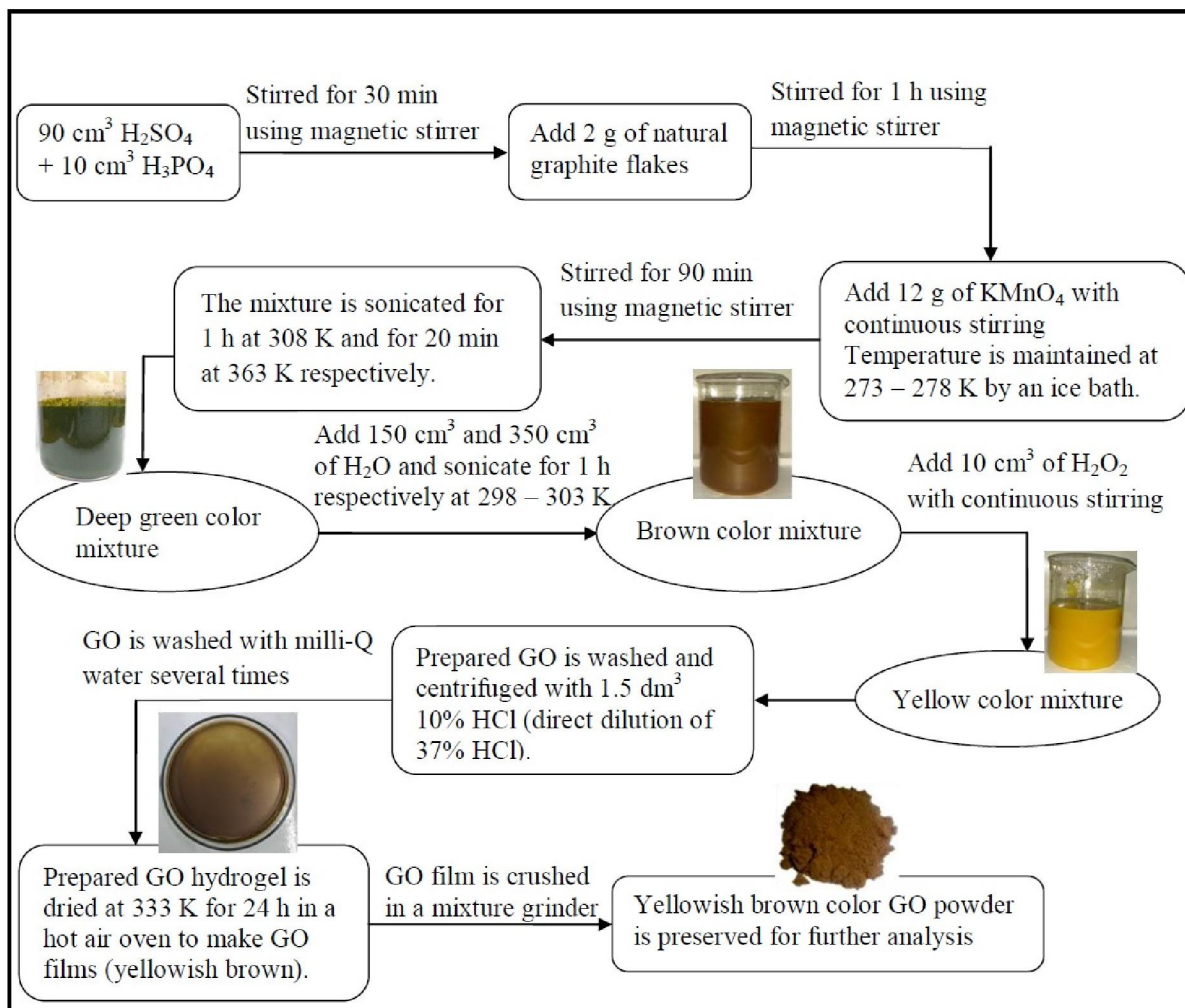 90 cm³ H₂SO₄
+ 10 cm³ H₃PO₄
Stirred for 30 min
using magnetic stirrer
Add 2 g of natural
graphite flakes
Stirred for 1 h using
magnetic stirrer
Add 12 g of KMnO₄ with
continuous stirring
Temperature is maintained at
273 – 278 K by an ice bath.
Stirred for 90 min
using magnetic stirrer
The mixture is sonicated for
1 h at 308 K and for 20 min
at 363 K respectively.
Deep green color
mixture
Add 150 cm³ and 350 cm³
of H₂O and sonicate for 1 h
respectively at 298 – 303 K
Brown color mixture
Add 10 cm³ of H₂O₂
with continuous stirring
Yellow color mixture
Prepared GO is washed and
centrifuged with 1.5 dm³
10% HCl (direct dilution of
37% HCl).
GO is washed with milli-Q
water several times
Prepared GO hydrogel is
dried at 333 K for 24 h in a
hot air oven to make GO
films (yellowish brown).
GO film is crushed
in a mixture grinder
Yellowish brown color GO powder
is preserved for further analysis